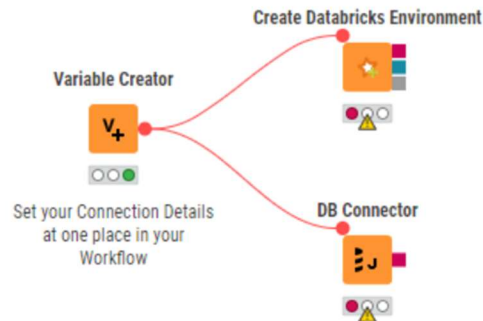 Create Databricks Environment
Variable Creator
V+
Set your Connection Details
at one place in your
Workflow
DB Connector
J